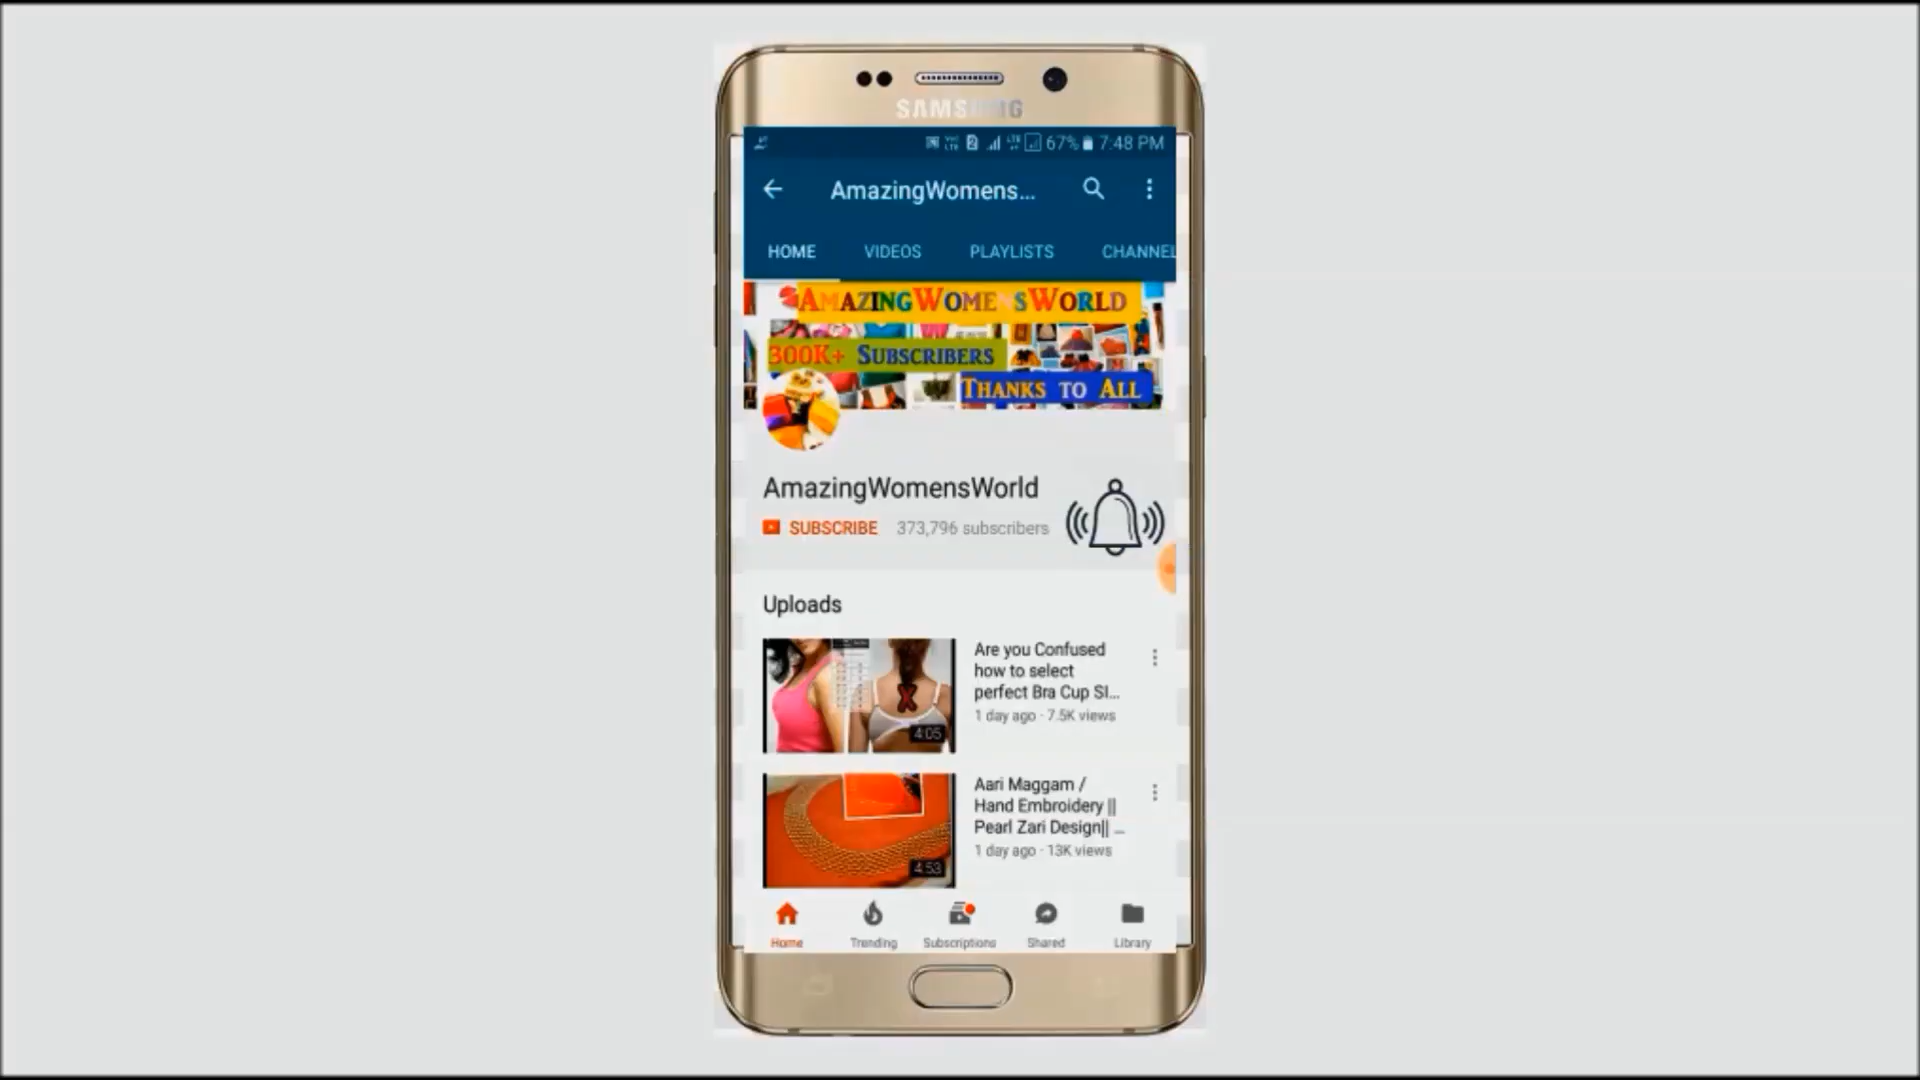 SAMSUNG
67% 7:48 PM
AmazingWomens...
HOME VIDEOS PLAYLISTS CHANNEL
AMAZINGWOMENSWORLD
300K+ SUBSCRIBERS
THANKS TO ALL
AmazingWomensWorld
SUBSCRIBE 373,796 subscribers
Uploads
Are you Confused
how to select
perfect Bra Cup SI...
1 day ago · 7.5K views
4:05
Aari Maggam /
Hand Embroidery ||
Pearl Zari Design|| ...
1 day ago · 13K views
4:53
Home Trending Subscriptions Shared Library